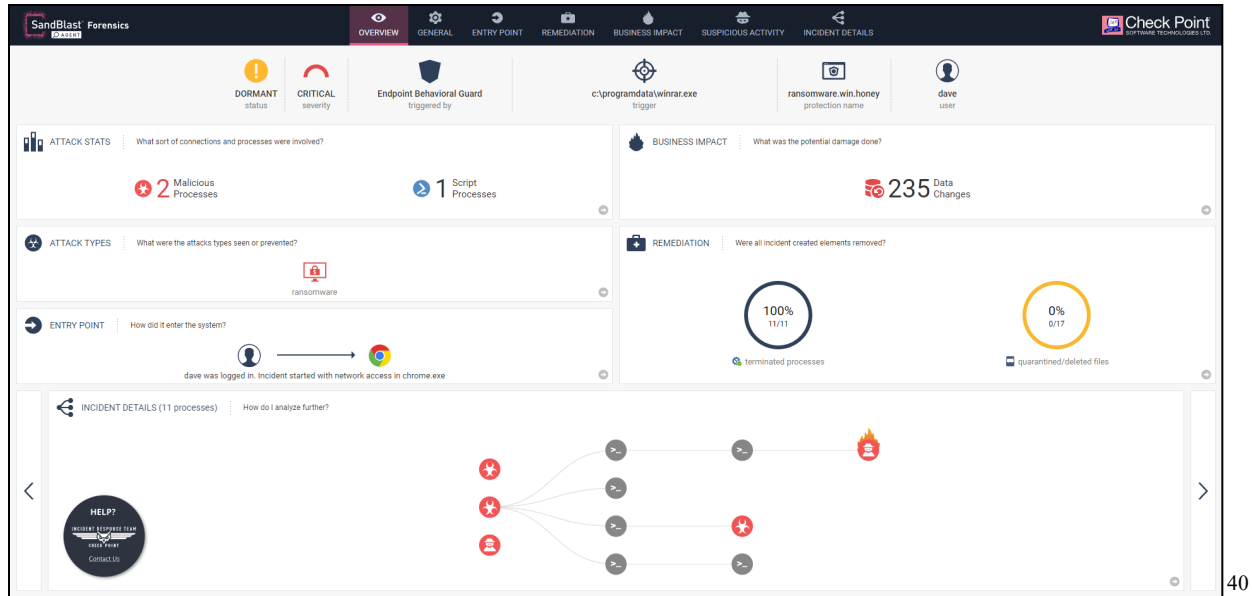 SandBlast Forensics
AGENT
OVERVIEW
GENERAL
ENTRY POINT
REMEDIATION
BUSINESS IMPACT
SUSPICIOUS ACTIVITY
INCIDENT DETAILS
Check Point
SOFTWARE TECHNOLOGIES LTD.
DORMANT
status
CRITICAL
severity
Endpoint Behavioral Guard
triggered by
c:\programdata\winrar.exe
trigger
ransomware.win.honey
protection name
dave
user
ATTACK STATS What sort of connections and processes were involved?
2 Malicious
Processes
1 Script
Processes
BUSINESS IMPACT What was the potential damage done?
235 Data
Changes
ATTACK TYPES What were the attacks types seen or prevented?
ransomware
REMEDIATION Were all incident created elements removed?
100%
11/11
terminated processes
0%
0/17
quarantined/deleted files
ENTRY POINT How did it enter the system?
dave was logged in. Incident started with network access in chrome.exe
INCIDENT DETAILS (11 processes) How do I analyze further?
HELP?
INCIDENT RESPONSE TEAM
CHECK POINT
Contact Us
40